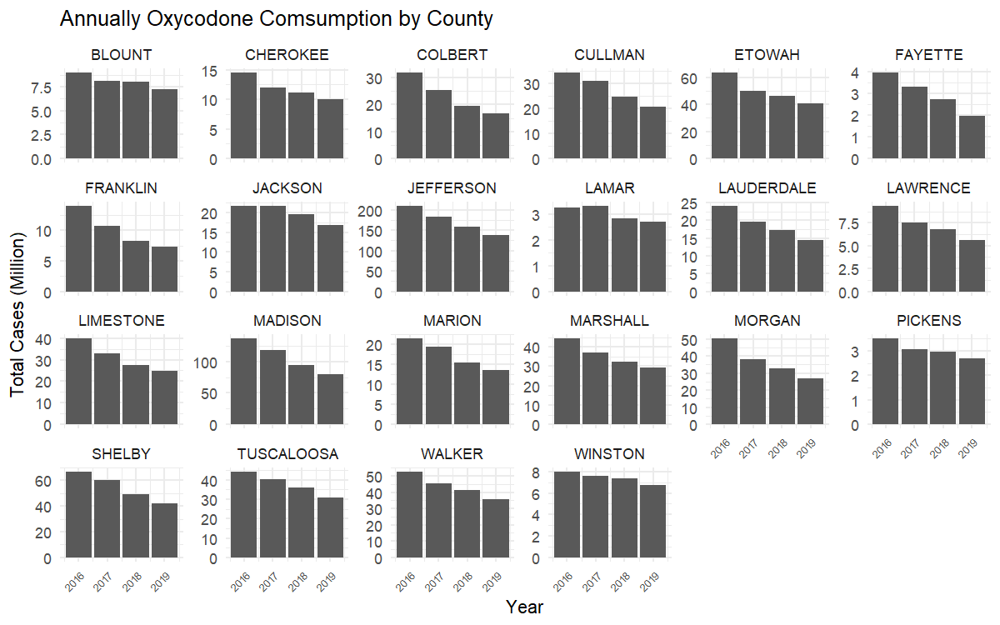 Annually Oxycodone Comsumption by County
BLOUNT CHEROKEE COLBERT CULLMAN ETOWAH FAYETTE
7.5 5.0 2.5 0.0
15 10 5 0
30 20 10 0
30 20 10 0
60 40 20 0
4 3 2 1 0
FRANKLIN JACKSON JEFFERSON LAMAR LAUDERDALE LAWRENCE
10 5 0
20 15 10 5 0
200 150 100 50 0
3 2 1 0
25 20 15 10 5 0
7.5 5.0 2.5 0.0
Total Cases (Million)
LIMESTONE MADISON MARION MARSHALL MORGAN PICKENS
40 30 20 10 0
100 50 0
20 15 10 5 0
40 30 20 10 0
50 40 30 20 10 0
3 2 1 0
2016 2017 2018 2019
2016 2017 2018 2019
SHELBY TUSCALOOSA WALKER WINSTON
60 40 20 0
40 30 20 10 0
50 40 30 20 10 0
8 6 4 2 0
2016 2017 2018 2019
2016 2017 2018 2019
2016 2017 2018 2019
2016 2017 2018 2019
Year